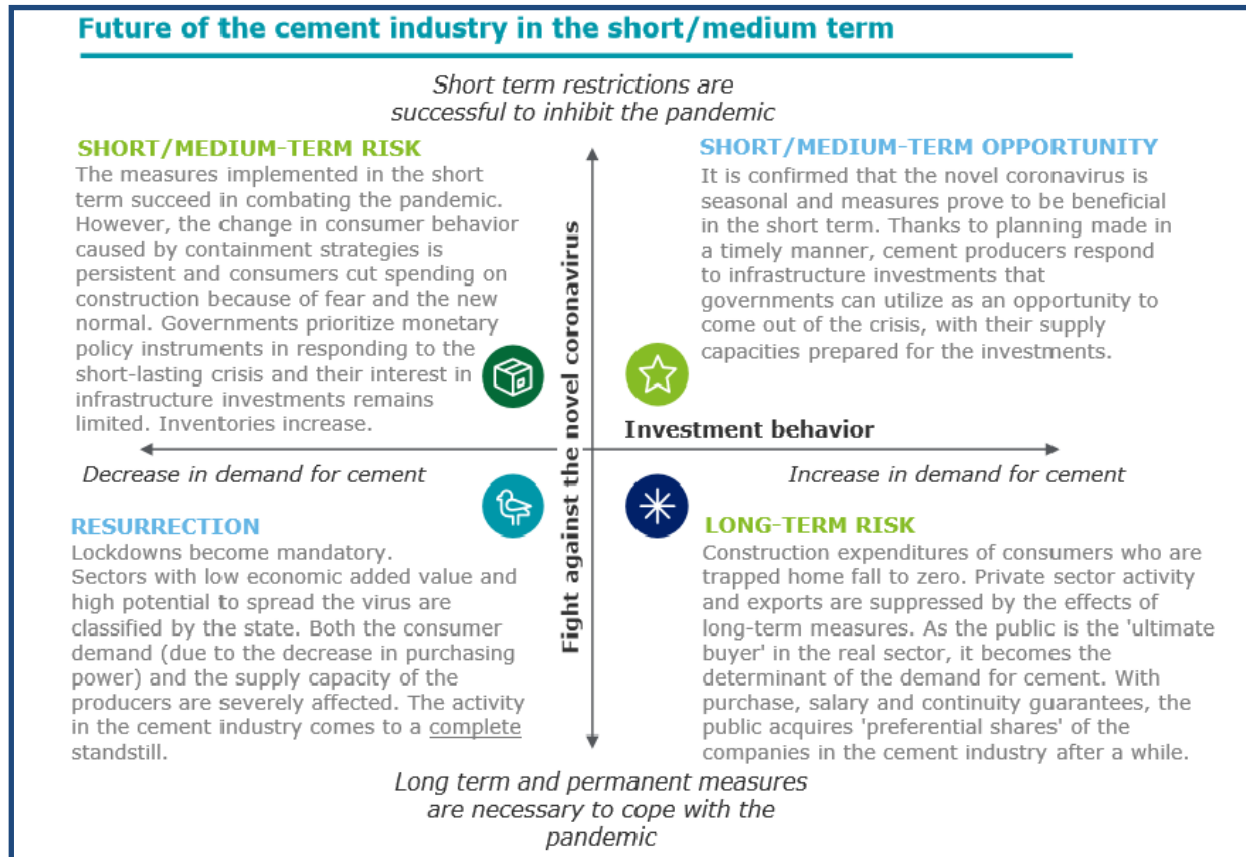 Future of the cement industry in the short/medium term
Short term restrictions are
successful to inhibit the pandemic
SHORT/MEDIUM-TERM RISK
The measures implemented in the short
term succeed in combating the pandemic.
However, the change in consumer behavior
caused by containment strategies is
persistent and consumers cut spending on
construction because of fear and the new
normal. Governments prioritize monetary
policy instruments in responding to the
short-lasting crisis and their interest in
infrastructure investments remains
limited. Inventories increase.
SHORT/MEDIUM-TERM OPPORTUNITY
It is confirmed that the novel coronavirus is
seasonal and measures prove to be beneficial
in the short term. Thanks to planning made in
a timely manner, cement producers respond
to infrastructure investments that
governments can utilize as an opportunity to
come out of the crisis, with their supply
capacities prepared for the investments.
Fight against the novel coronavirus
Investment behavior
Decrease in demand for cement
Increase in demand for cement
RESURRECTION
Lockdowns become mandatory.
Sectors with low economic added value and
high potential to spread the virus are
classified by the state. Both the consumer
demand (due to the decrease in purchasing
power) and the supply capacity of the
producers are severely affected. The activity
in the cement industry comes to a complete
standstill.
LONG-TERM RISK
Construction expenditures of consumers who are
trapped home fall to zero. Private sector activity
and exports are suppressed by the effects of
long-term measures. As the public is the 'ultimate
buyer' in the real sector, it becomes the
determinant of the demand for cement. With
purchase, salary and continuity guarantees, the
public acquires 'preferential shares' of the
companies in the cement industry after a while.
Long term and permanent measures
are necessary to cope with the
pandemic